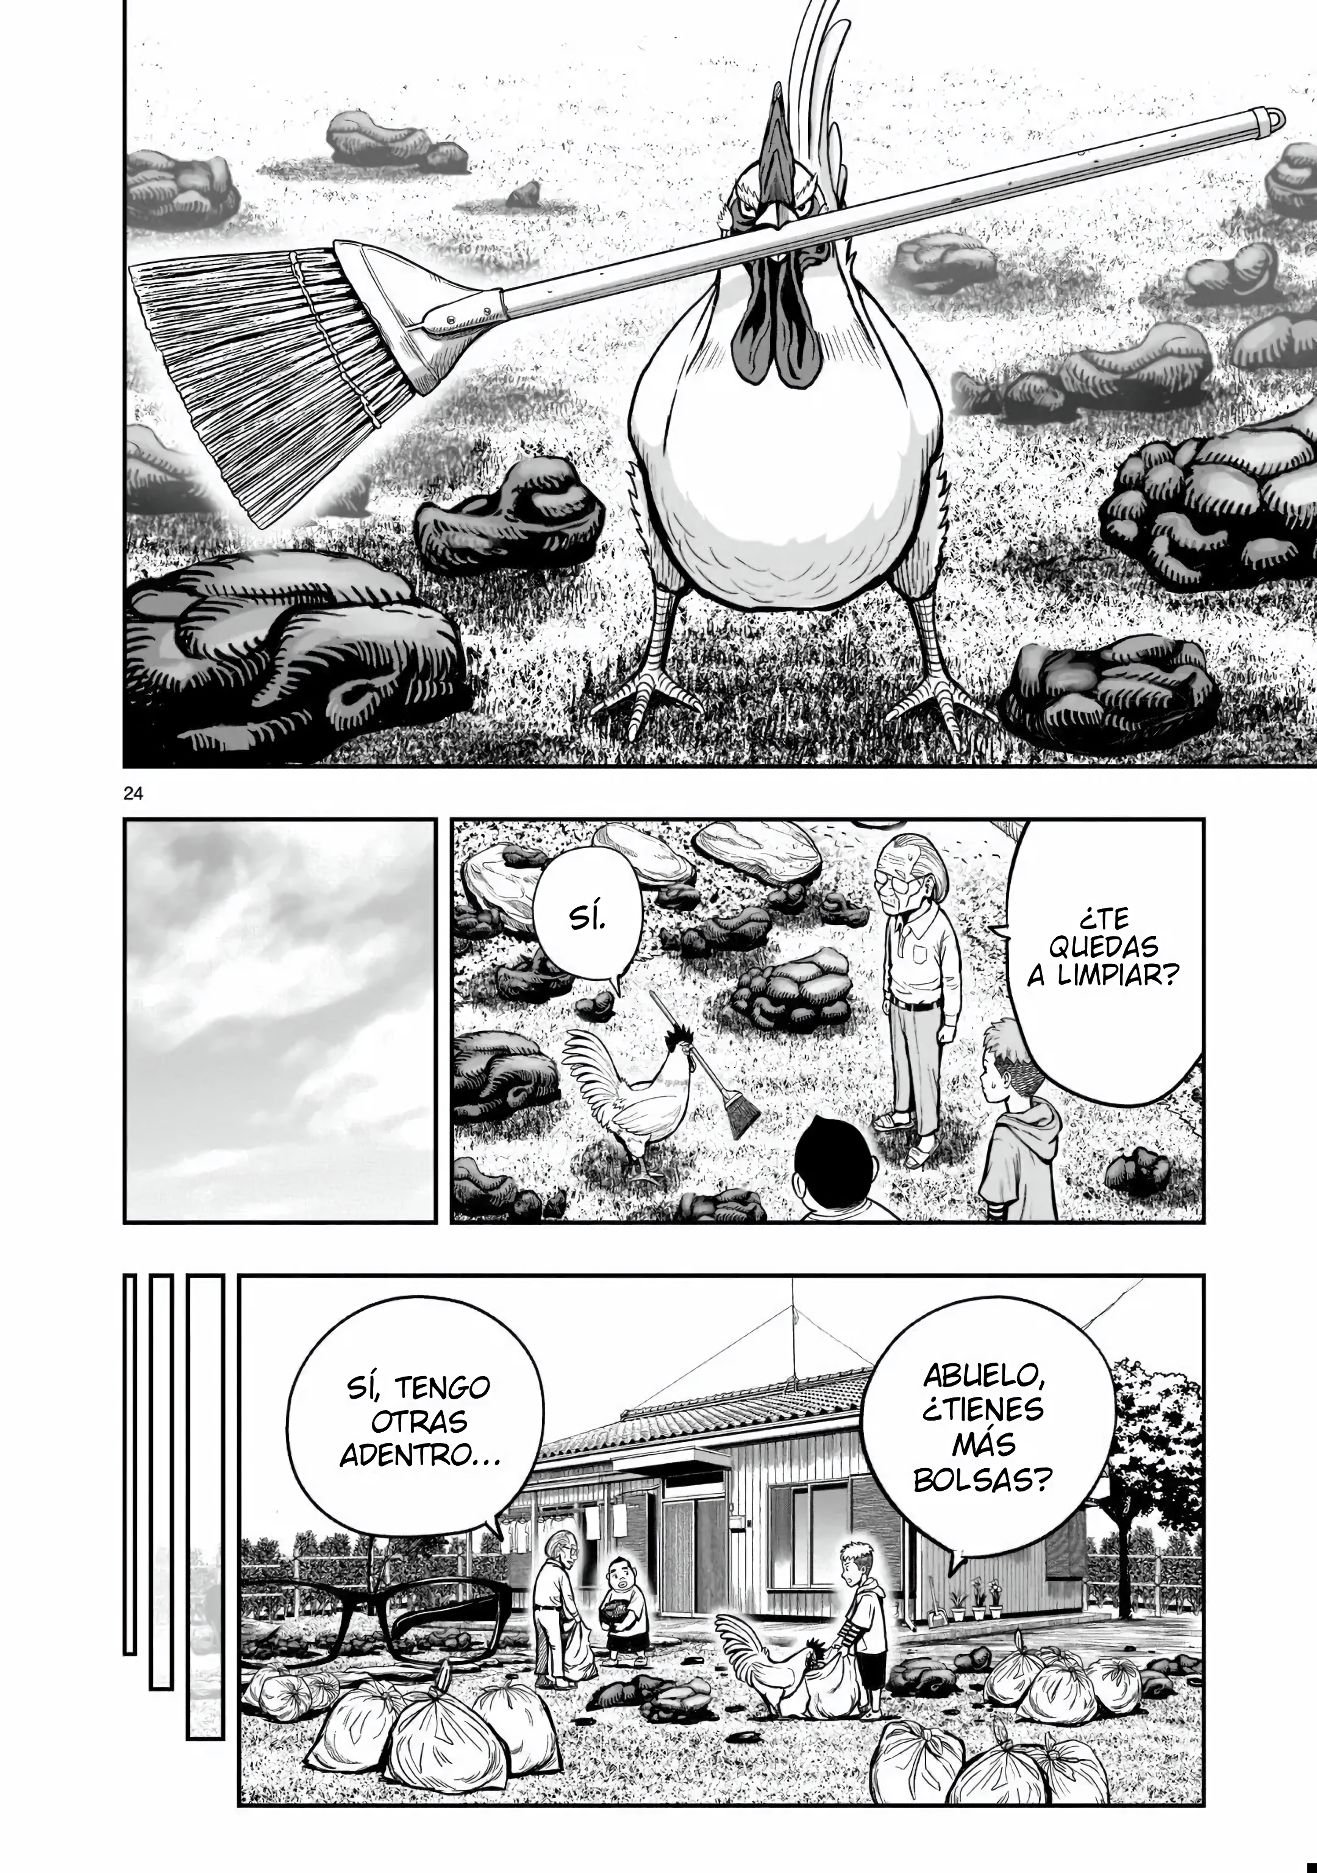 24
¿TE
QUEDAS
A LIMPIAR?
SÍ.
ABUELO,
¿TIENES
MÁS
BOLSAS?
SÍ, TENGO
OTRAS
ADENTRO...